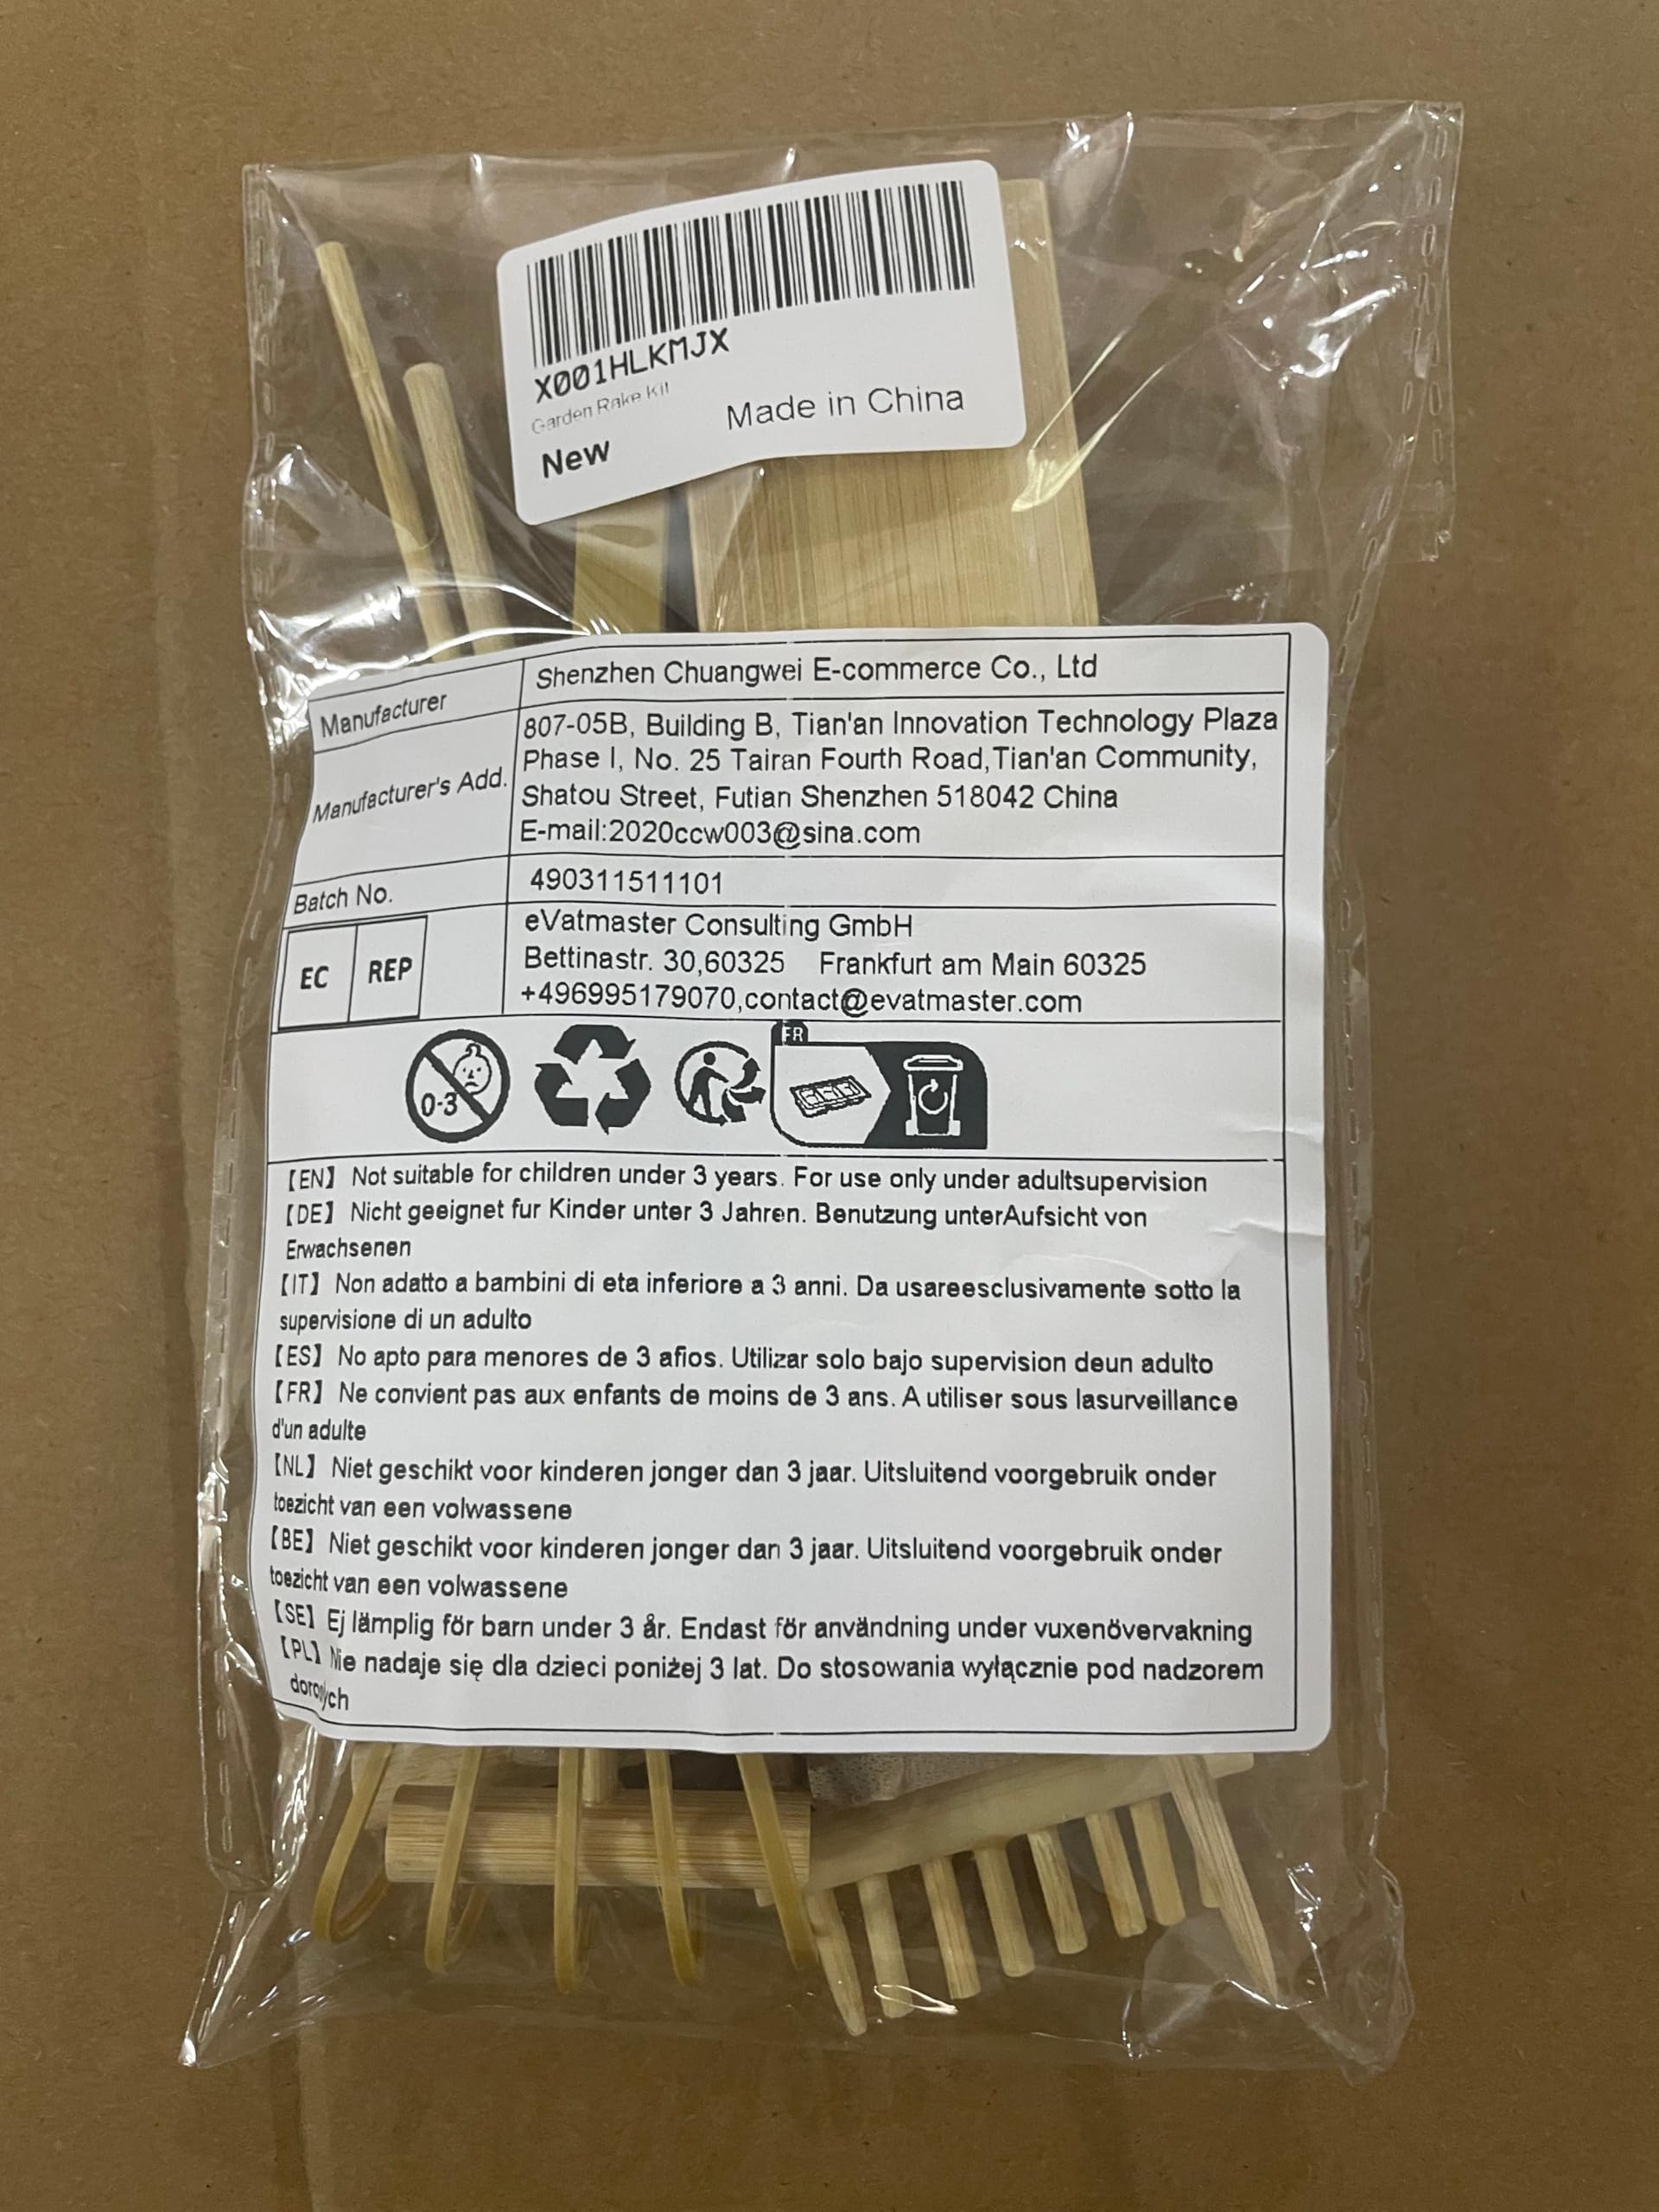 X001HLKMJX
Garden Rake Kit
New
Made in China
Manufacturer
Shenzhen Chuangwei E-commerce Co., Ltd
Manufacturer's Add.
807-05B, Building B, Tian'an Innovation Technology Plaza
Phase I, No. 25 Tairan Fourth Road,Tian'an Community,
Shatou Street, Futian Shenzhen 518042 China
E-mail:2020ccw003@sina.com
Batch No.
490311511101
EC REP
eVatmaster Consulting GmbH
Bettinastr. 30,60325 Frankfurt am Main 60325
+496995179070,contact@evatmaster.com
0-3
FR
【EN】 Not suitable for children under 3 years. For use only under adultsupervision
【DE】 Nicht geeignet fur Kinder unter 3 Jahren. Benutzung unterAufsicht von
Erwachsenen
【IT】 Non adatto a bambini di eta inferiore a 3 anni. Da usareesclusivamente sotto la
supervisione di un adulto
【ES】 No apto para menores de 3 afios. Utilizar solo bajo supervision deun adulto
【FR】 Ne convient pas aux enfants de moins de 3 ans. A utiliser sous lasurveillance
d'un adulte
【NL】 Niet geschikt voor kinderen jonger dan 3 jaar. Uitsluitend voorgebruik onder
toezicht van een volwassene
【BE】 Niet geschikt voor kinderen jonger dan 3 jaar. Uitsluitend voorgebruik onder
toezicht van een volwassene
【SE】 Ej lämplig för barn under 3 år. Endast för användning under vuxenövervakning
【PL】 Nie nadaje się dla dzieci poniżej 3 lat. Do stosowania wyłącznie pod nadzorem